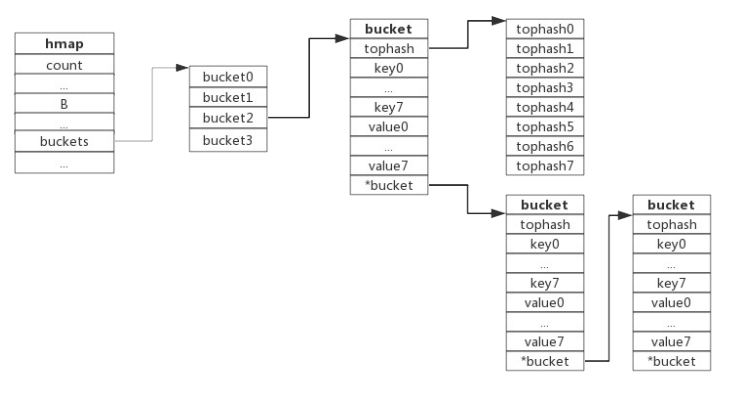 hmap
count
...
B
...
buckets
...
bucket0
bucket1
bucket2
bucket3
bucket
tophash
key0
...
key7
value0
...
value7
*bucket
tophash0
tophash1
tophash2
tophash3
tophash4
tophash5
tophash6
tophash7
bucket
tophash
key0
...
key7
value0
...
value7
*bucket
bucket
tophash
key0
...
key7
value0
...
value7
*bucket